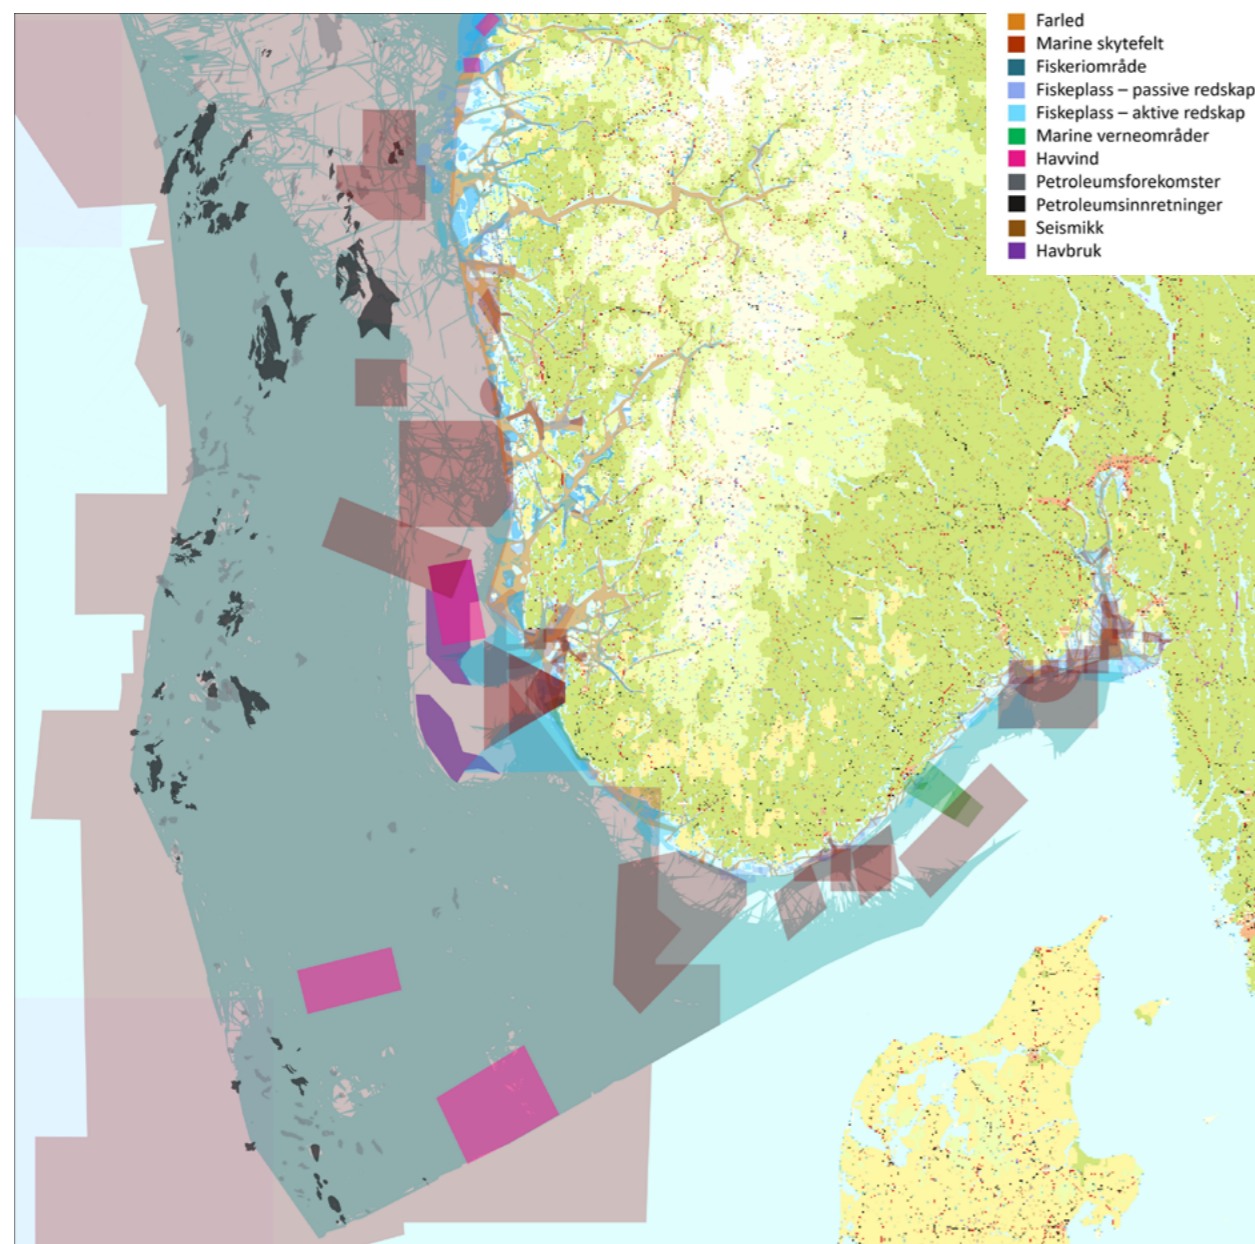 Farled
Marine skytefelt
Fiskeriområde
Fiskeplass – passive redskap
Fiskeplass – aktive redskap
Marine verneområder
Havvind
Petroleumsforekomster
Petroleumsinnretninger
Seismikk
Havbruk